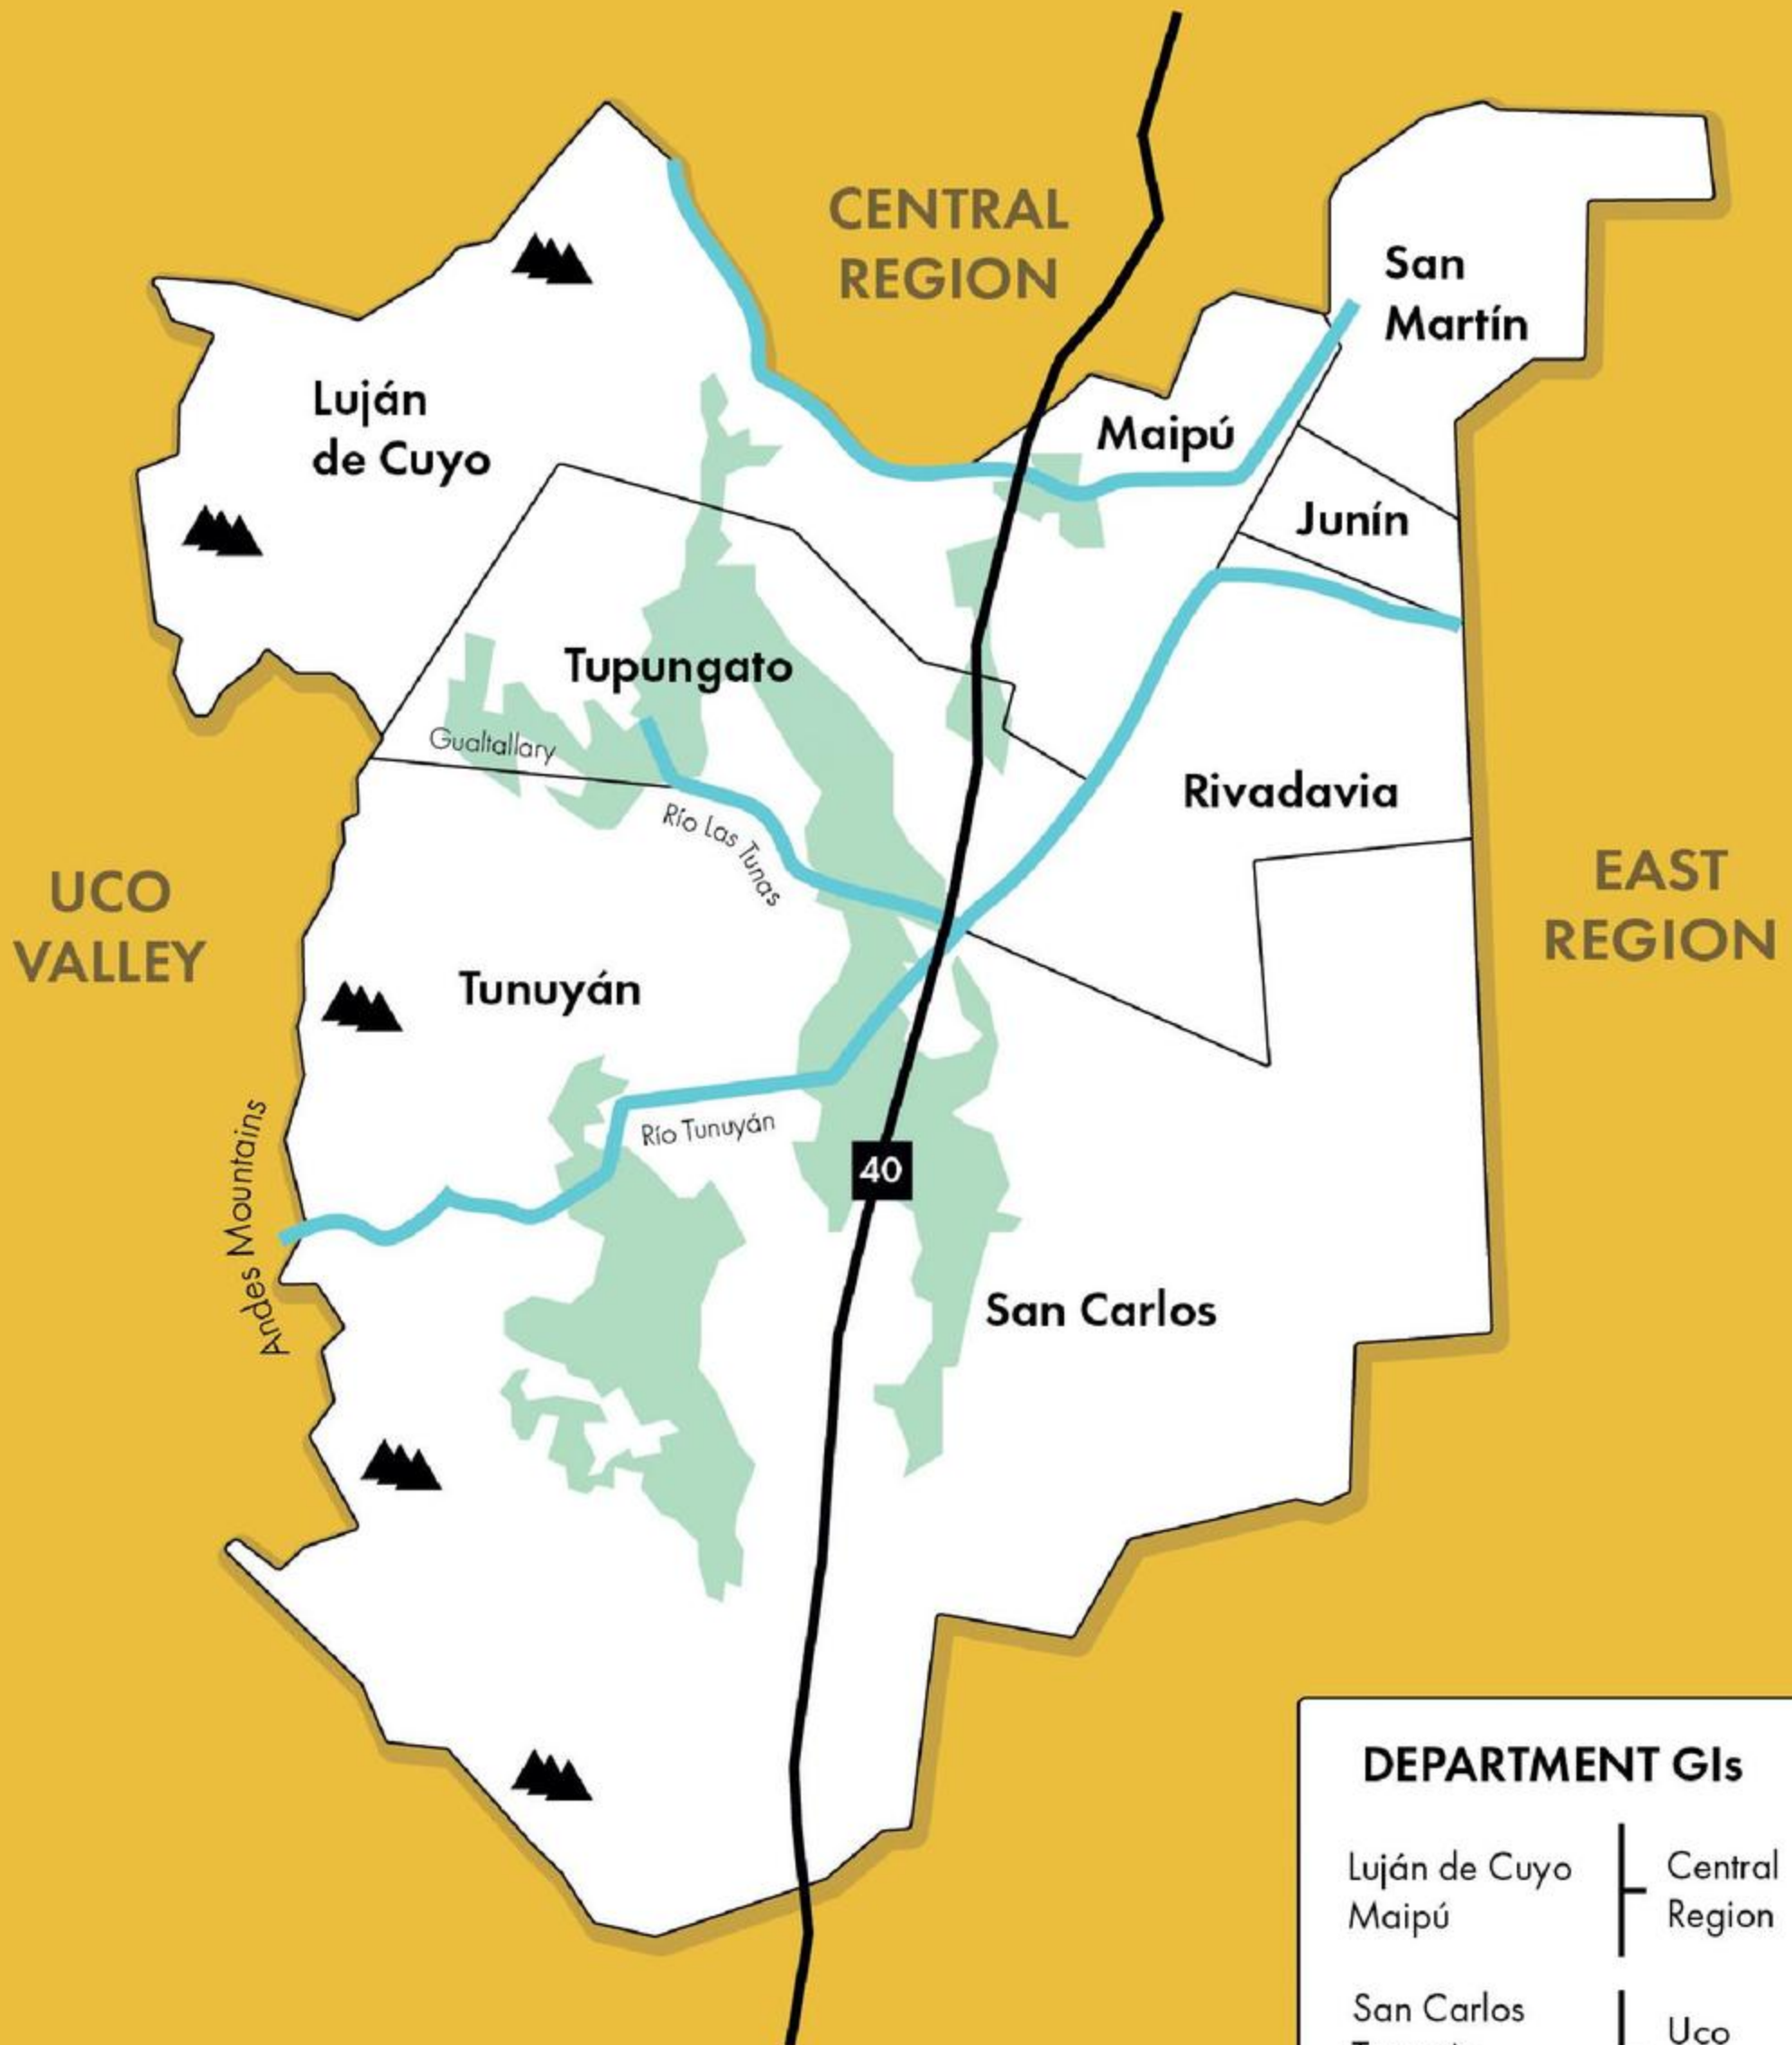 CENTRAL
REGION
San
Martín
Luján
de Cuyo
Maipú
Junín
Tupungato
Gualtallary
Río Las Tunas
Rivadavia
UCO
VALLEY
EAST
REGION
Tunuyán
Andes Mountains
Río Tunuyán
40
San Carlos
DEPARTMENT GIs
Luján de Cuyo
Maipú
Central
Region
San Carlos
Uco